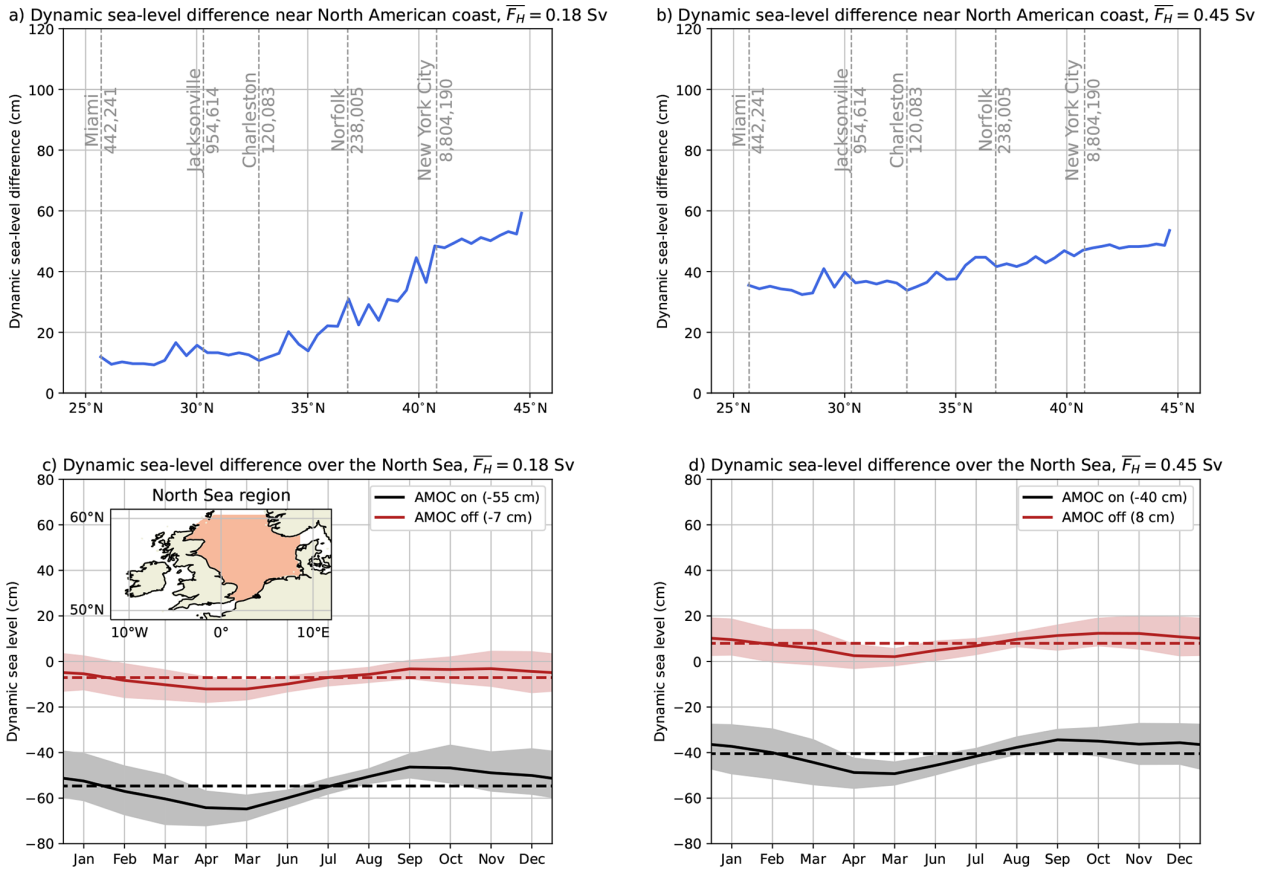 a) Dynamic sea-level difference near North American coast, F̅_H̅ = 0.18 Sv
120
100
80
60
40
20
0
Dynamic sea-level difference (cm)
Miami
442,241
Jacksonville
954,614
Charleston
120,083
Norfolk
238,005
New York City
8,804,190
25°N
30°N
35°N
40°N
45°N
b) Dynamic sea-level difference near North American coast, F̅_H̅ = 0.45 Sv
120
100
80
60
40
20
0
Dynamic sea-level difference (cm)
Miami
442,241
Jacksonville
954,614
Charleston
120,083
Norfolk
238,005
New York City
8,804,190
25°N
30°N
35°N
40°N
45°N
c) Dynamic sea-level difference over the North Sea, F̅_H̅ = 0.18 Sv
80
60
40
20
0
−20
−40
−60
−80
Dynamic sea level (cm)
North Sea region
60°N
50°N
10°W
0°
10°E
AMOC on (-55 cm)
AMOC off (-7 cm)
Jan
Feb
Mar
Apr
Mar
Jun
Jul
Aug
Sep
Oct
Nov
Dec
d) Dynamic sea-level difference over the North Sea, F̅_H̅ = 0.45 Sv
80
60
40
20
0
−20
−40
−60
−80
Dynamic sea level (cm)
AMOC on (-40 cm)
AMOC off (8 cm)
Jan
Feb
Mar
Apr
Mar
Jun
Jul
Aug
Sep
Oct
Nov
Dec